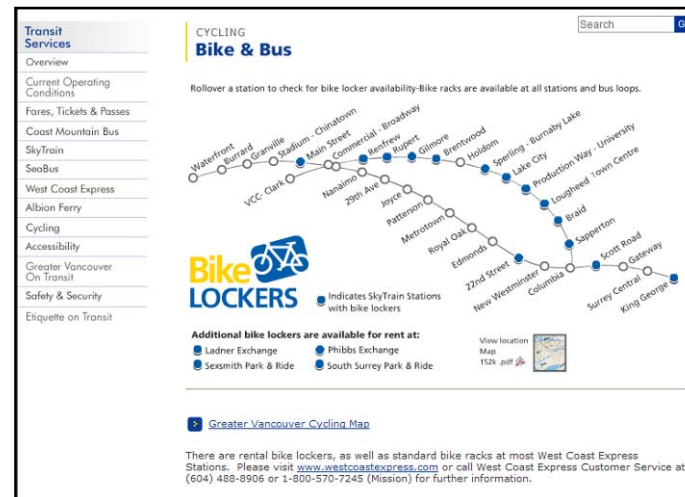 Transit
Services
Overview
Current Operating
Conditions
Fares, Tickets & Passes
Coast Mountain Bus
SkyTrain
SeaBus
West Coast Express
Albion Ferry
Cycling
Accessibility
Greater Vancouver
On Transit
Safety & Security
Etiquette on Transit
CYCLING
Bike & Bus
Search
G
Rollover a station to check for bike locker availability-Bike racks are available at all stations and bus loops.
Waterfront
Burrard
Granville
Stadium - Chinatown
Main Street
Commercial - Broadway
Renfrew
Rupert
Gilmore
Brentwood
Holdom
Sperling - Burnaby Lake
Lake City
Production Way - University
Lougheed Town Centre
Braid
Sapperton
VCC- Clark
Nanaimo
29th Ave
Joyce
Patterson
Metrotown
Royal Oak
Edmonds
22nd Street
New Westminster
Columbia
Scott Road
Gateway
Surrey Central
King George
Bike
LOCKERS
Indicates SkyTrain Stations
with bike lockers
Additional bike lockers are available for rent at:
Ladner Exchange
Phibbs Exchange
Sexsmith Park & Ride
South Surrey Park & Ride
View location
Map
152k .pdf
Greater Vancouver Cycling Map
There are rental bike lockers, as well as standard bike racks at most West Coast Express
Stations. Please visit www.westcoastexpress.com or call West Coast Express Customer Service at
(604) 488-8906 or 1-800-570-7245 (Mission) for further information.